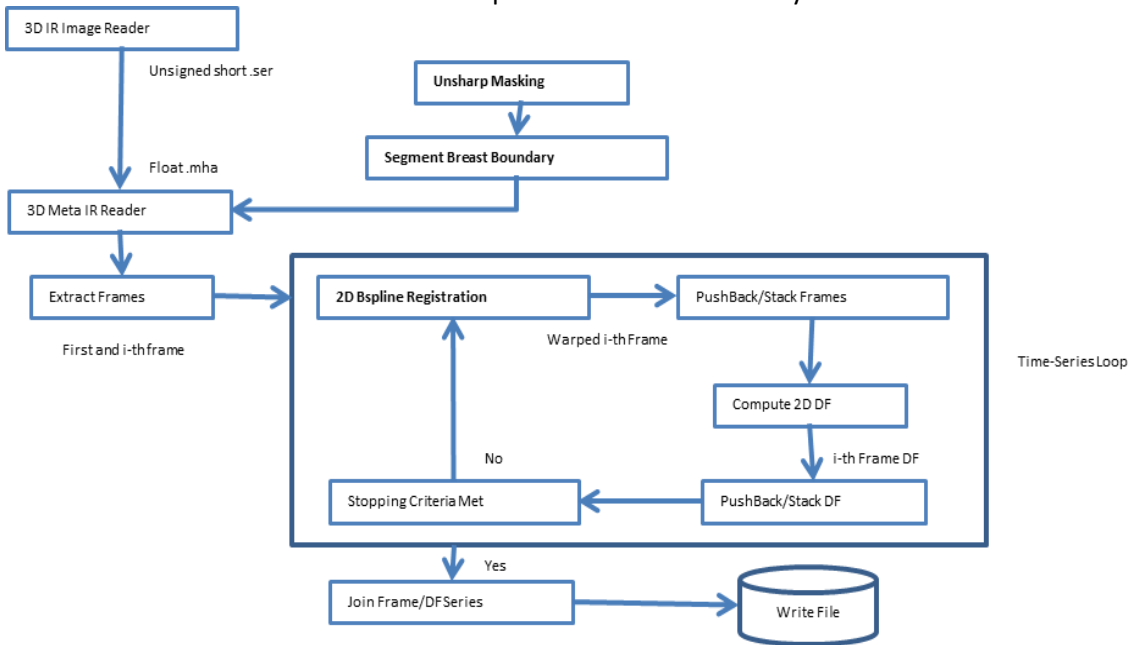 3D IR Image Reader
Unsigned short .ser
Unsharp Masking
Segment Breast Boundary
Float .mha
3D Meta IR Reader
Extract Frames
First and i-th frame
2D Bspline Registration
PushBack/Stack Frames
Warped i-th Frame
Time-Series Loop
Compute 2D DF
i-th Frame DF
No
Stopping Criteria Met
PushBack/Stack DF
Yes
Join Frame/DF Series
Write File